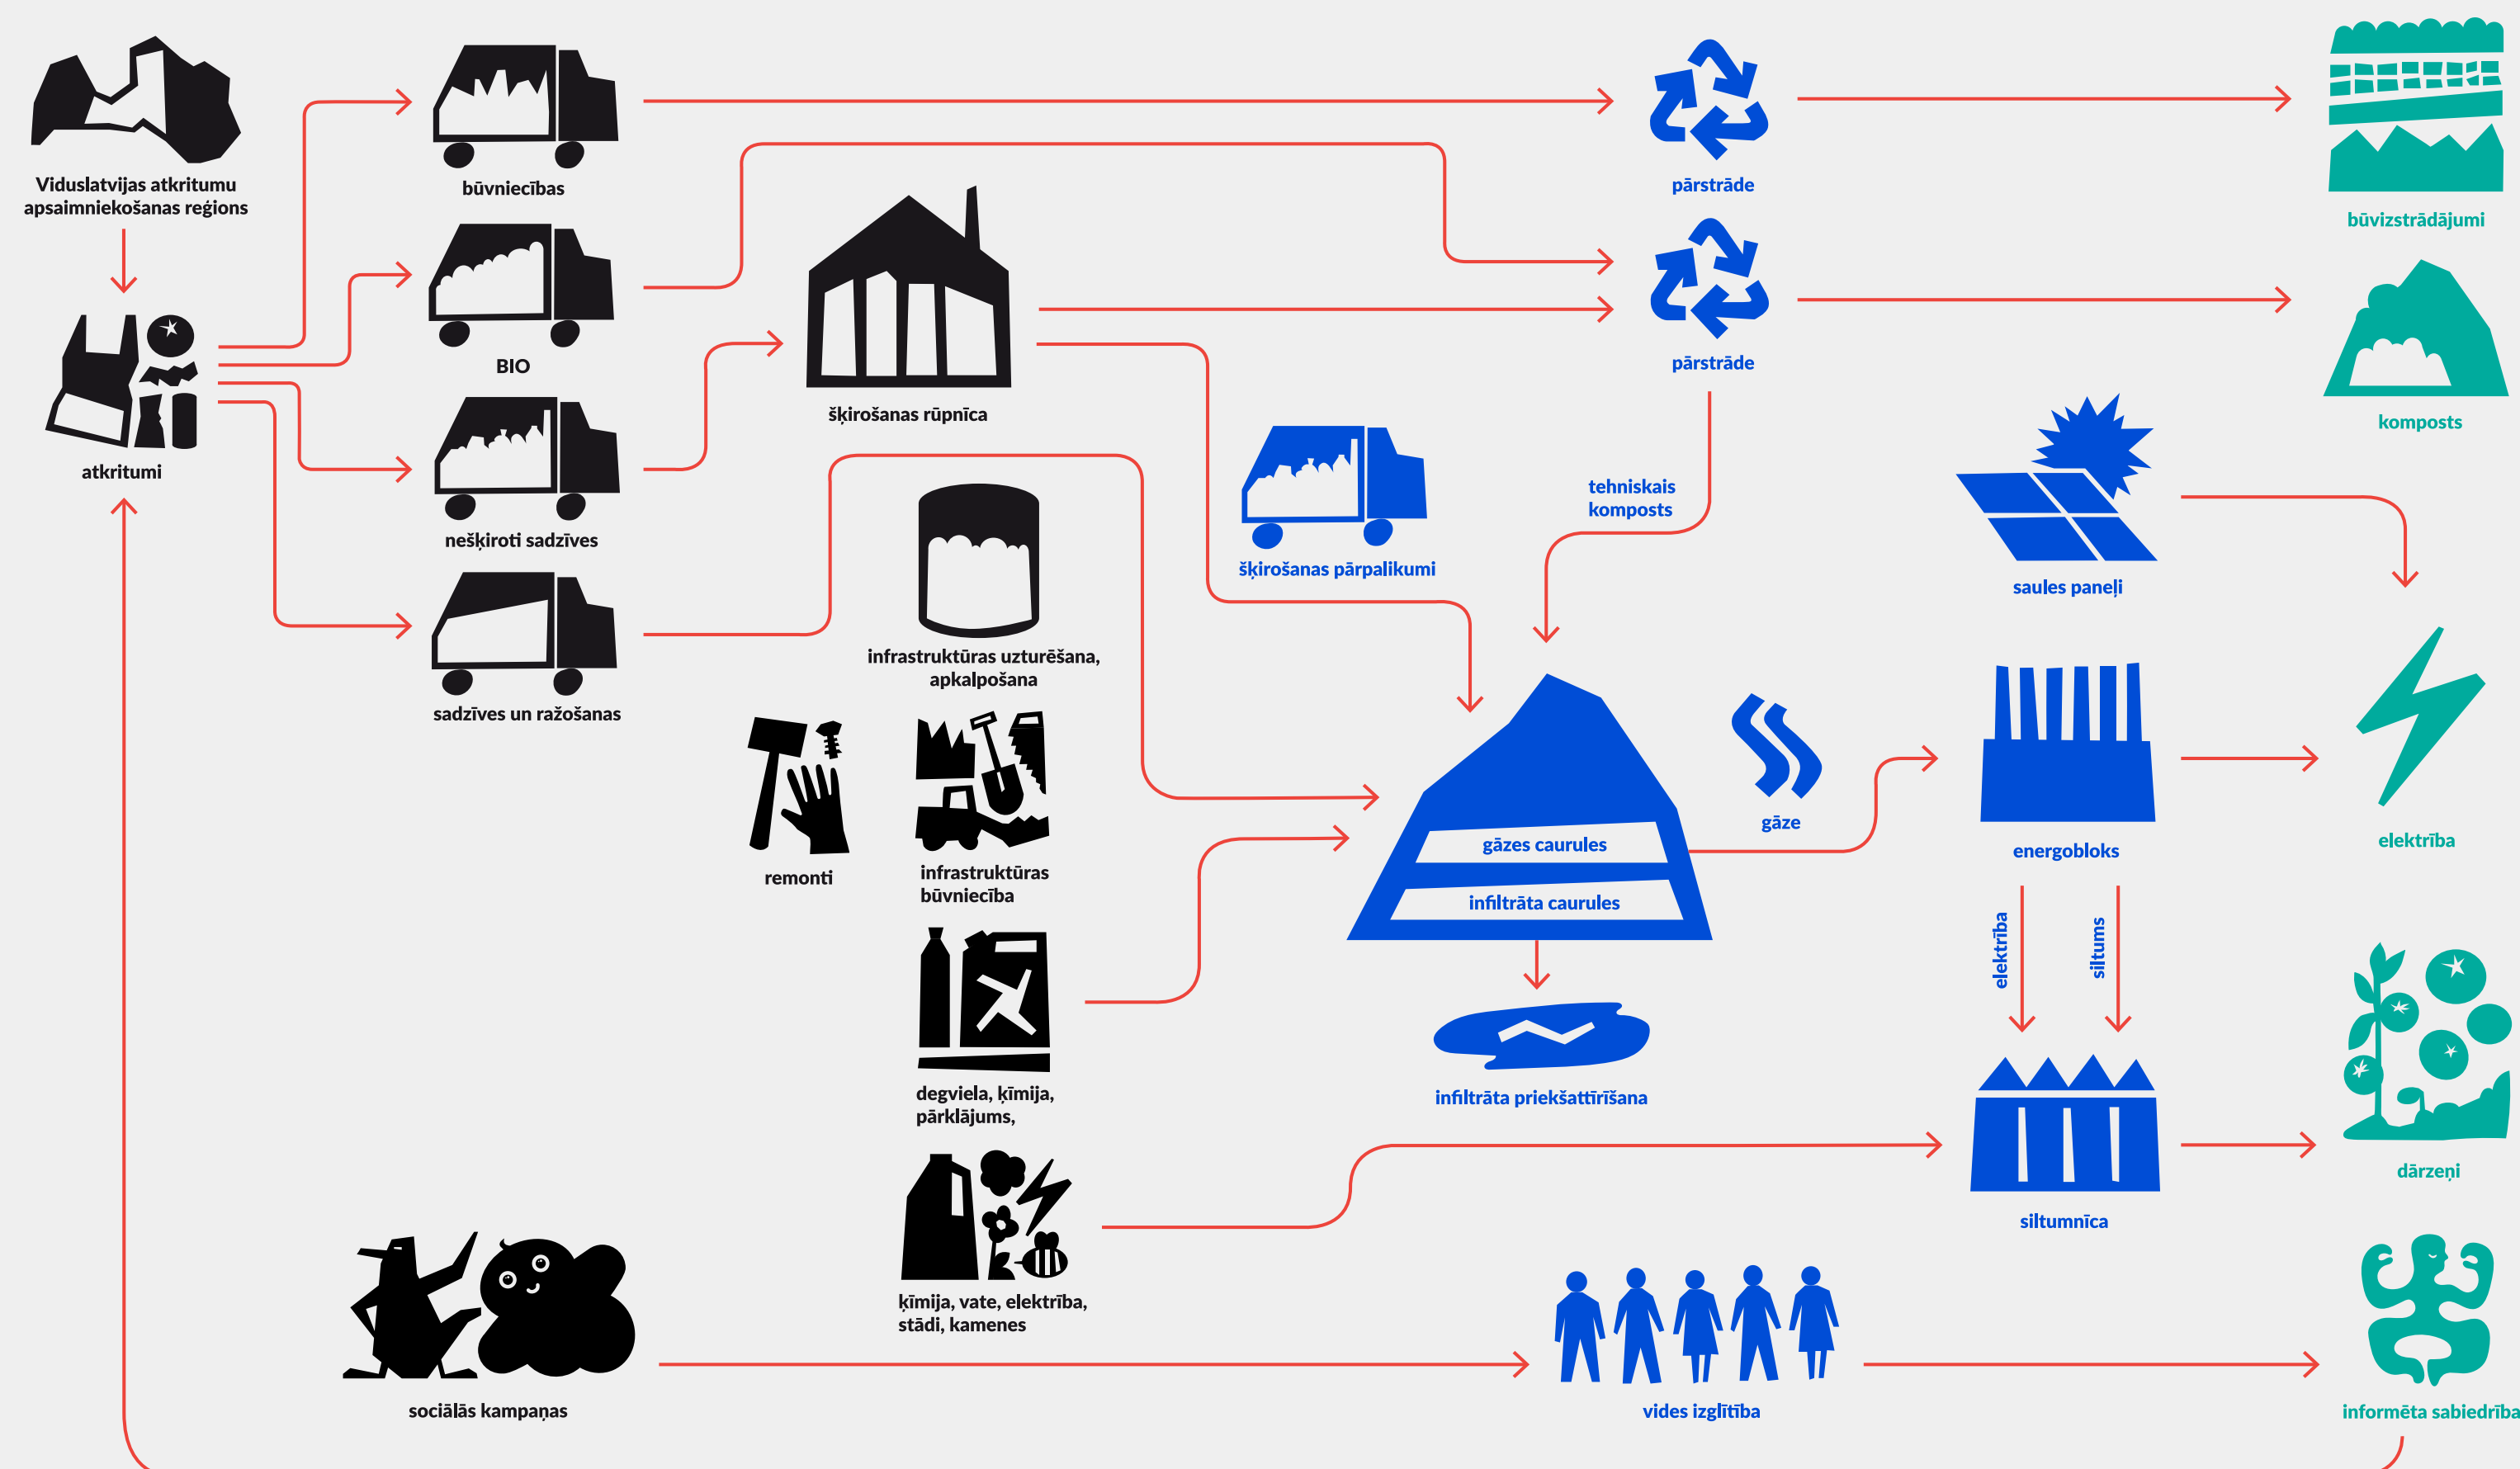 Viduslatvijas atkritumu
apsaimniekošanas reģions
atkritumi
būvniecības
BIO
nešķiroti sadzīves
sadzīves un ražošanas
šķirošanas rūpnīca
infrastruktūras uzturēšana,
apkalpošana
remonti
infrastruktūras
būvniecība
degviela, ķīmija,
pārklājums,
ķīmija, vate, elektrība,
stādi, kamenes
sociālās kampaņas
pārstrāde
pārstrāde
tehniskais
komposts
šķirošanas pārpalikumi
gāzes caurules
infiltrāta caurules
gāze
infiltrāta priekšattīrīšana
saules paneļi
energobloks
elektrība
siltums
siltumnīca
vides izglītība
būvizstrādājumi
komposts
elektrība
dārzeņi
informēta sabiedrība